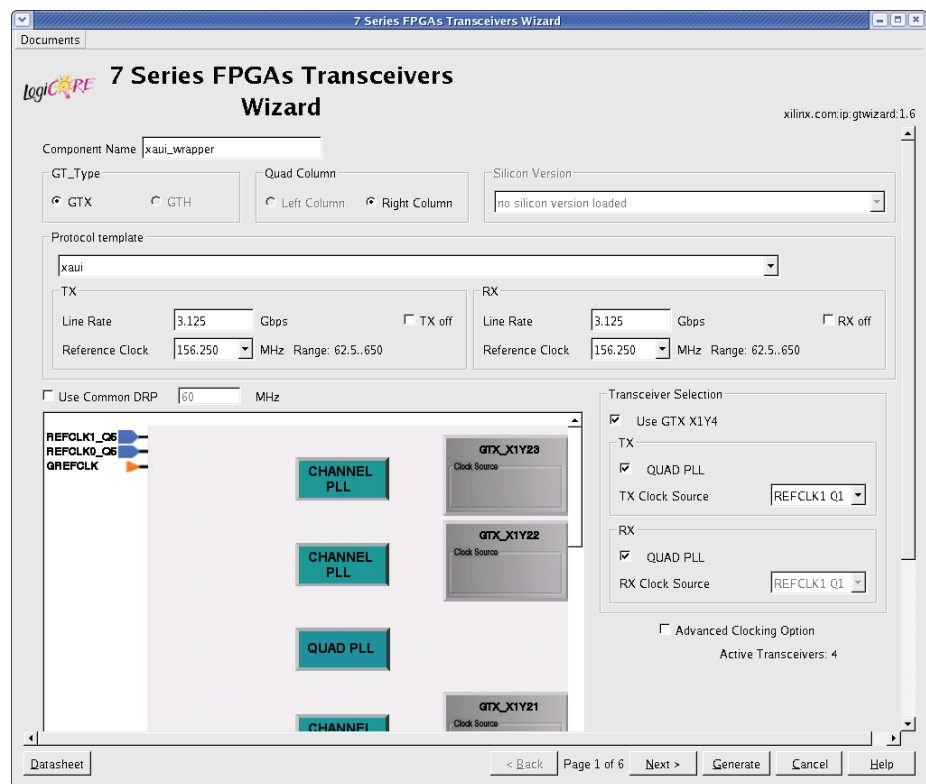 7 Series FPGAs Transceivers Wizard
Documents
LogiCORE
7 Series FPGAs Transceivers
Wizard
xilinx.com:ip:gtwizard:1.6
Component Name xaui_wrapper
GT_Type
GTX GTH
Quad Column
Left Column Right Column
Silicon Version
no silicon version loaded
Protocol template
xaui
TX
Line Rate 3.125 Gbps TX off
Reference Clock 156.250 MHz Range: 62.5..650
RX
Line Rate 3.125 Gbps RX off
Reference Clock 156.250 MHz Range: 62.5..650
Use Common DRP 60 MHz
REFCLK1_Q6
REFCLK0_Q6
GREFCLK
CHANNEL
PLL
GTX_X1Y23
Clock Source
CHANNEL
PLL
GTX_X1Y22
Clock Source
QUAD PLL
CHANNEL
GTX_X1Y21
Clock Source
Transceiver Selection
Use GTX X1Y4
TX
QUAD PLL
TX Clock Source REFCLK1 Q1
RX
QUAD PLL
RX Clock Source REFCLK1 Q1
Advanced Clocking Option
Active Transceivers: 4
Datasheet
< Back Page 1 of 6 Next > Generate Cancel Help